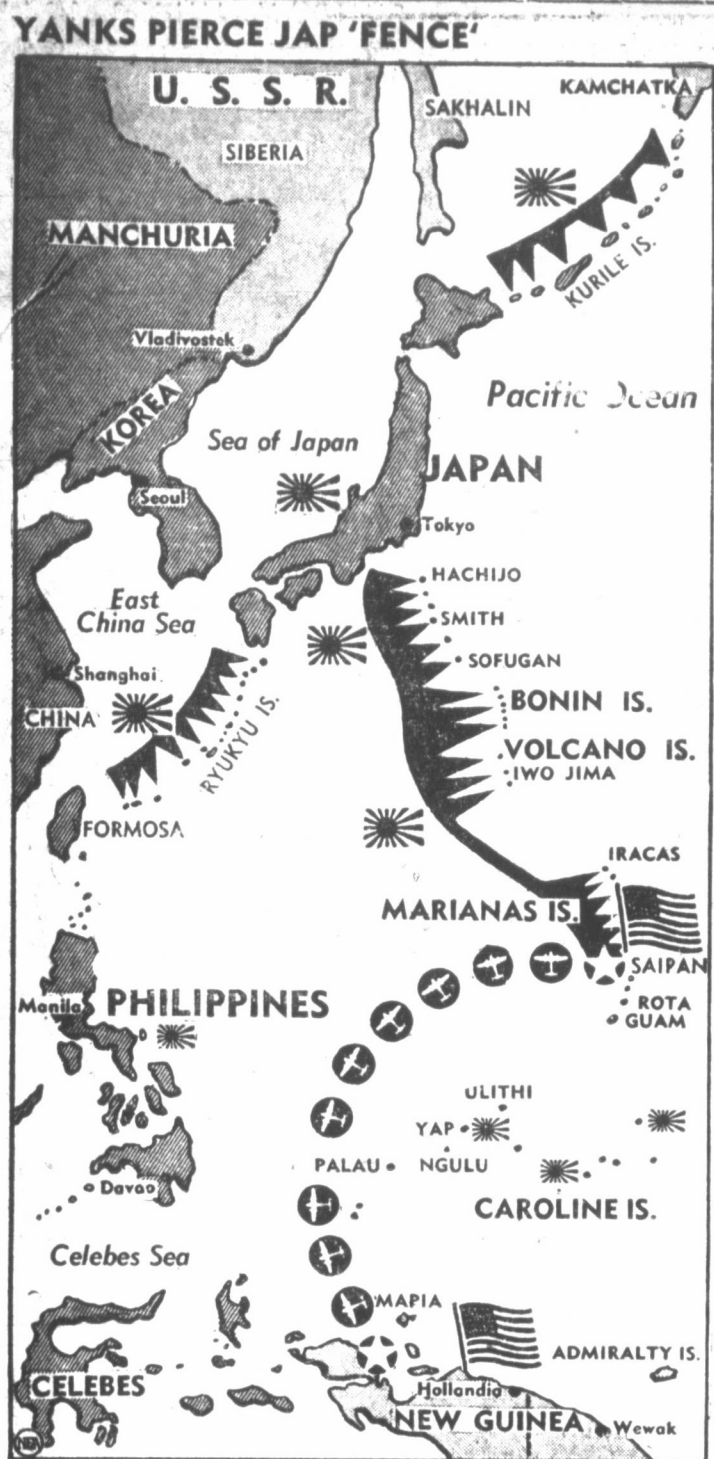 YANKS PIERCE JAP 'FENCE'
U. S. S. R.
KAMCHATKA
SAKHALIN
SIBERIA
MANCHURIA
KURILE IS.
Vladivostok
KOREA
Pacific Ocean
Sea of Japan
JAPAN
Seoul
Tokyo
HACHIJO
East
China Sea
SMITH
SOFUGAN
Shanghai
BONIN IS.
CHINA
RYUKYU IS.
VOLCANO IS.
IWO JIMA
FORMOSA
IRACAS
MARIANAS IS.
SAIPAN
Manila
PHILIPPINES
ROTA
GUAM
ULITHI
YAP
PALAU
NGULU
Davao
CAROLINE IS.
Celebes Sea
MAPIA
ADMIRALTY IS.
CELEBES
Hollandia
NEW GUINEA
Wewak
NEA